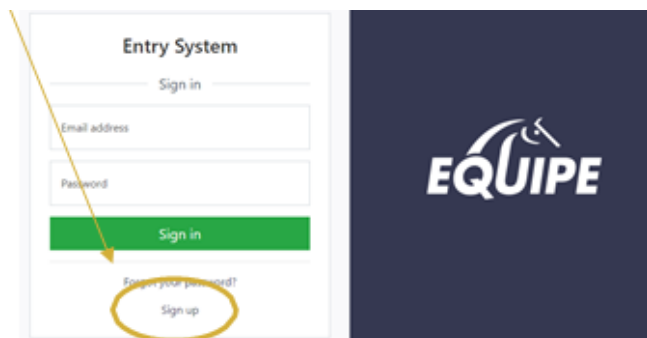 Entry System
Sign in
Email address
Password
Sign in
Forgot your password?
Sign up
EQUIPE